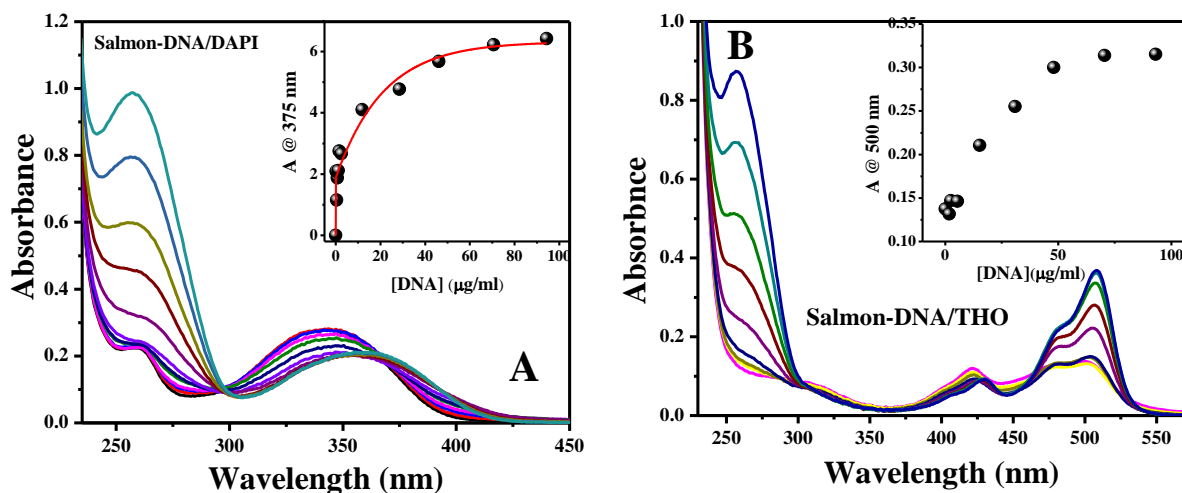 Salmon-DNA/DAPI
A @ 375 nm
6
4
2
0
0 20 40 60 80 100
[DNA] (μg/ml)
Absorbance
1.2
1.0
0.8
0.6
0.4
0.2
0.0
A
250 300 350 400 450
Wavelength (nm)
B
A @ 500 nm
0.30
0.25
0.20
0.15
0.10
0 50 100
[DNA](μg/ml)
Salmon-DNA/THO
Absorbnce
1.0
0.8
0.6
0.4
0.2
0.0
250 300 350 400 450 500 550
Wavelength (nm)